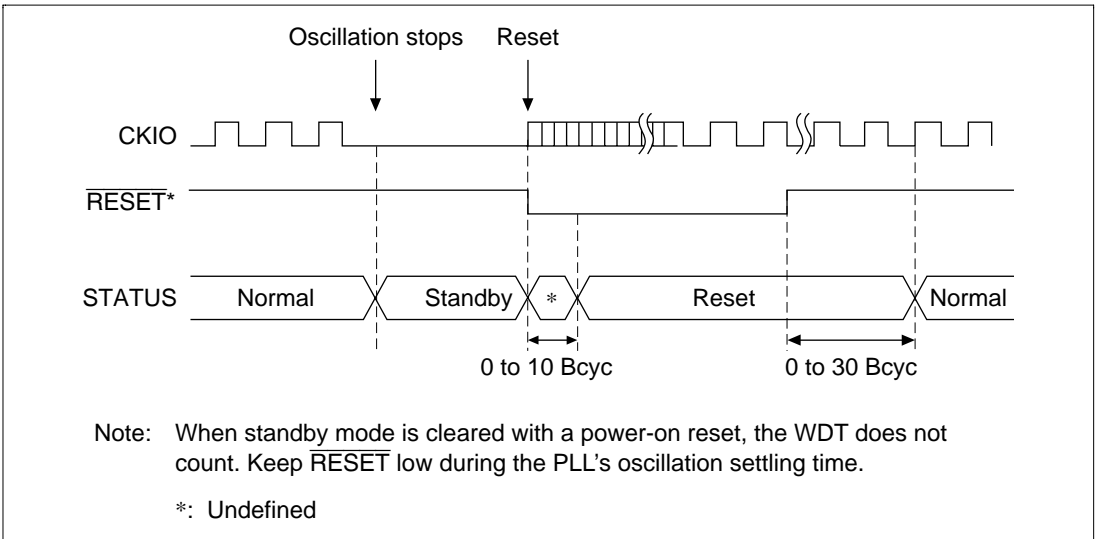 Oscillation stops Reset
CKIO
RESET*
STATUS Normal Standby * Reset Normal
0 to 10 Bcyc 0 to 30 Bcyc
Note: When standby mode is cleared with a power-on reset, the WDT does not
count. Keep RESET low during the PLL's oscillation settling time.
*: Undefined